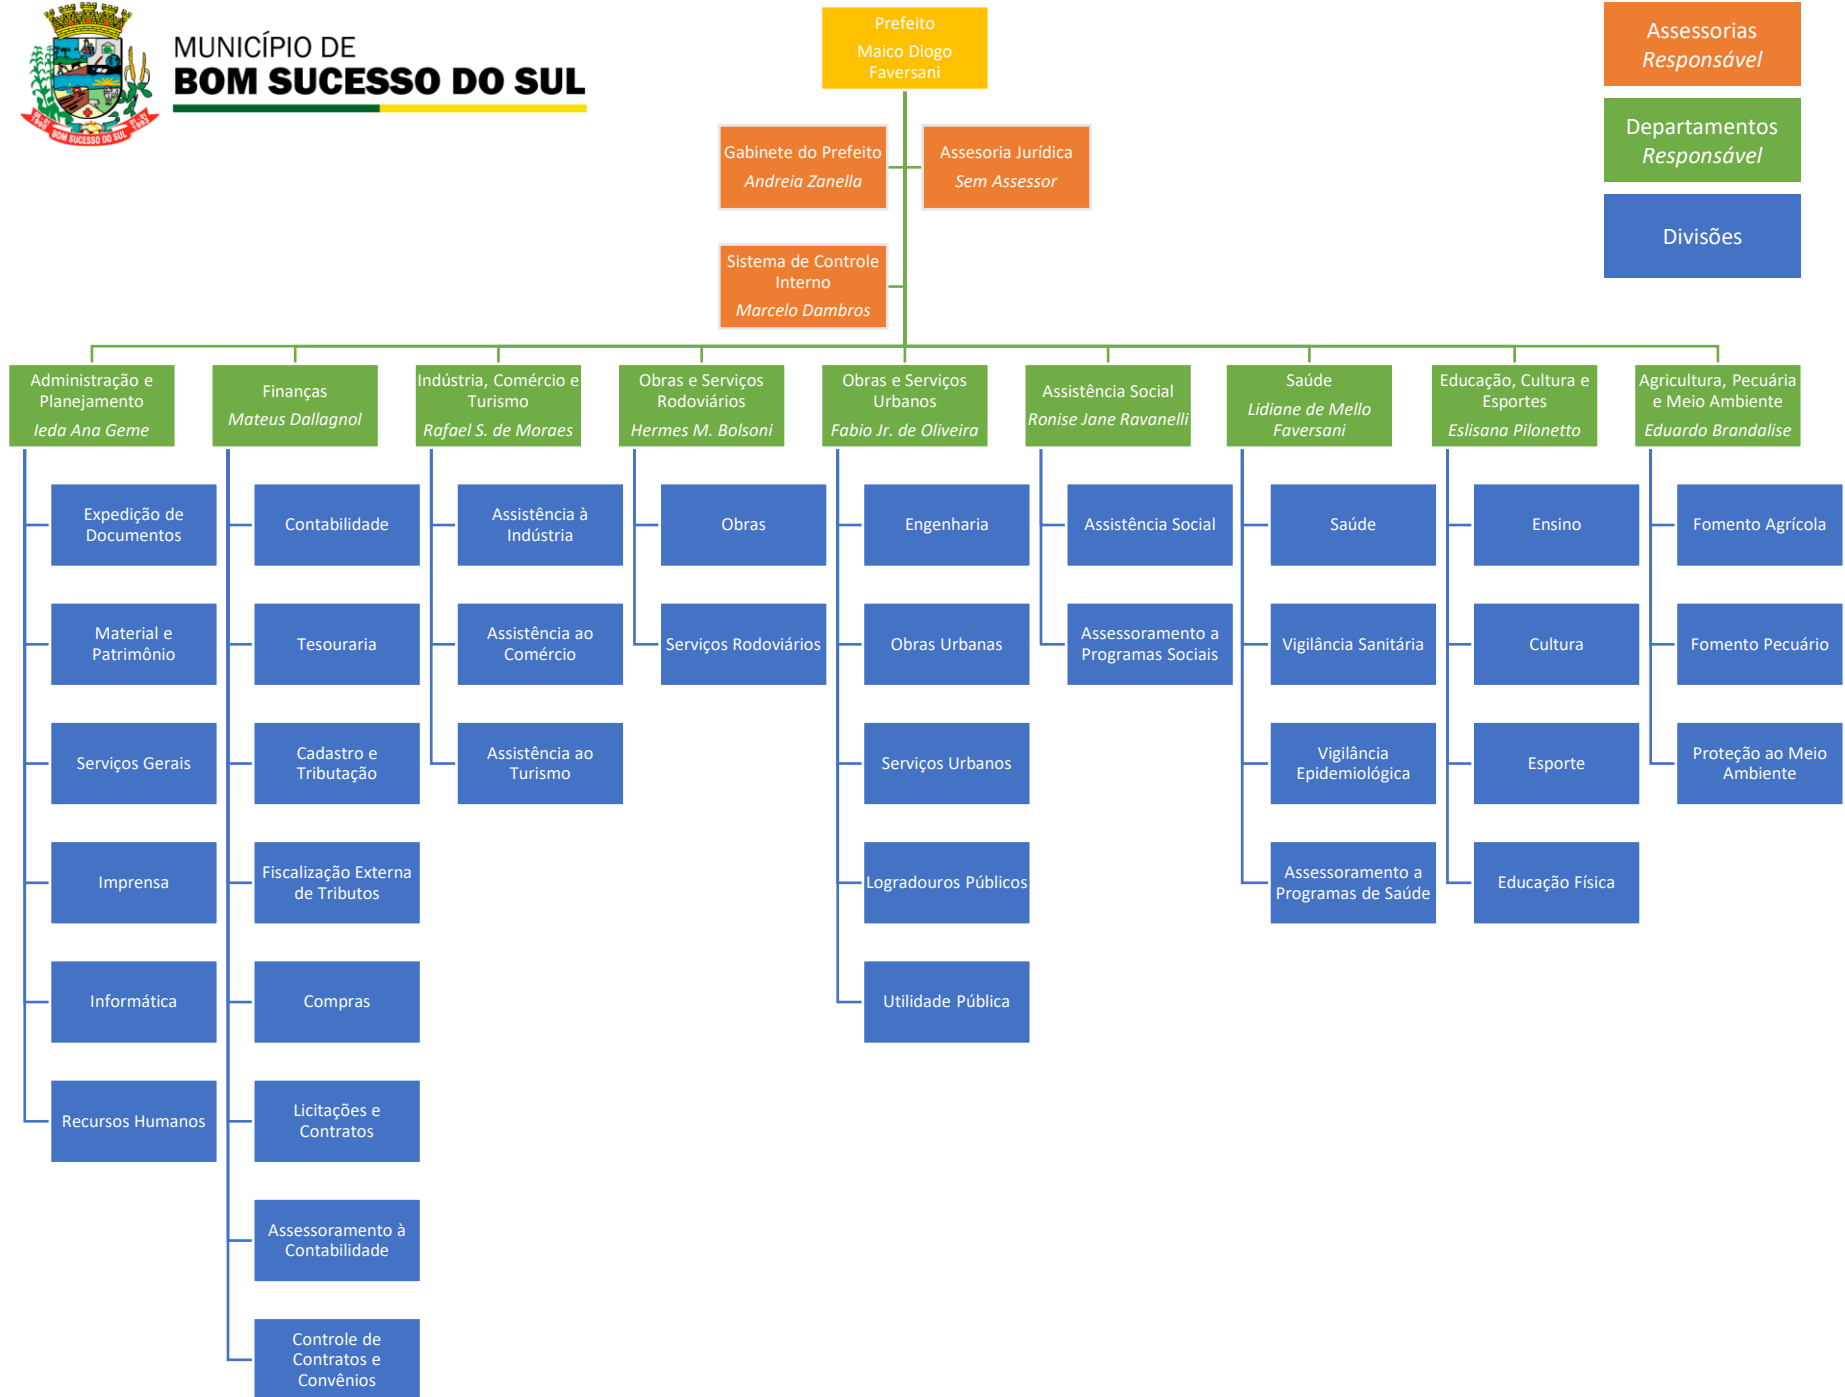 MUNICÍPIO DE
BOM SUCESSO DO SUL
BOM SUCESSO DO SUL
Prefeito
Maico Diogo
Faversani
Assessorias
Responsável
Departamentos
Responsável
Divisões
Gabinete do Prefeito
Andreia Zanella
Assesoria Jurídica
Sem Assessor
Sistema de Controle
Interno
Marcelo Dambros
Administração e
Planejamento
Ieda Ana Geme
Expedição de
Documentos
Material e
Patrimônio
Serviços Gerais
Imprensa
Informática
Recursos Humanos
Finanças
Mateus Dallagnol
Contabilidade
Tesouraria
Cadastro e
Tributação
Fiscalização Externa
de Tributos
Compras
Licitações e
Contratos
Assessoramento à
Contabilidade
Controle de
Contratos e
Convênios
Indústria, Comércio e
Turismo
Rafael S. de Moraes
Assistência à
Indústria
Assistência ao
Comércio
Assistência ao
Turismo
Obras e Serviços
Rodoviários
Hermes M. Bolsoni
Obras
Serviços Rodoviários
Obras e Serviços
Urbanos
Fabio Jr. de Oliveira
Engenharia
Obras Urbanas
Serviços Urbanos
Logradouros Públicos
Utilidade Pública
Assistência Social
Ronise Jane Ravanelli
Assistência Social
Assessoramento a
Programas Sociais
Saúde
Lidiane de Mello
Faversani
Saúde
Vigilância Sanitária
Vigilância
Epidemiológica
Assessoramento a
Programas de Saúde
Educação, Cultura e
Esportes
Eslisana Pilonetto
Ensino
Cultura
Esporte
Educação Física
Agricultura, Pecuária
e Meio Ambiente
Eduardo Brandalise
Fomento Agrícola
Fomento Pecuário
Proteção ao Meio
Ambiente